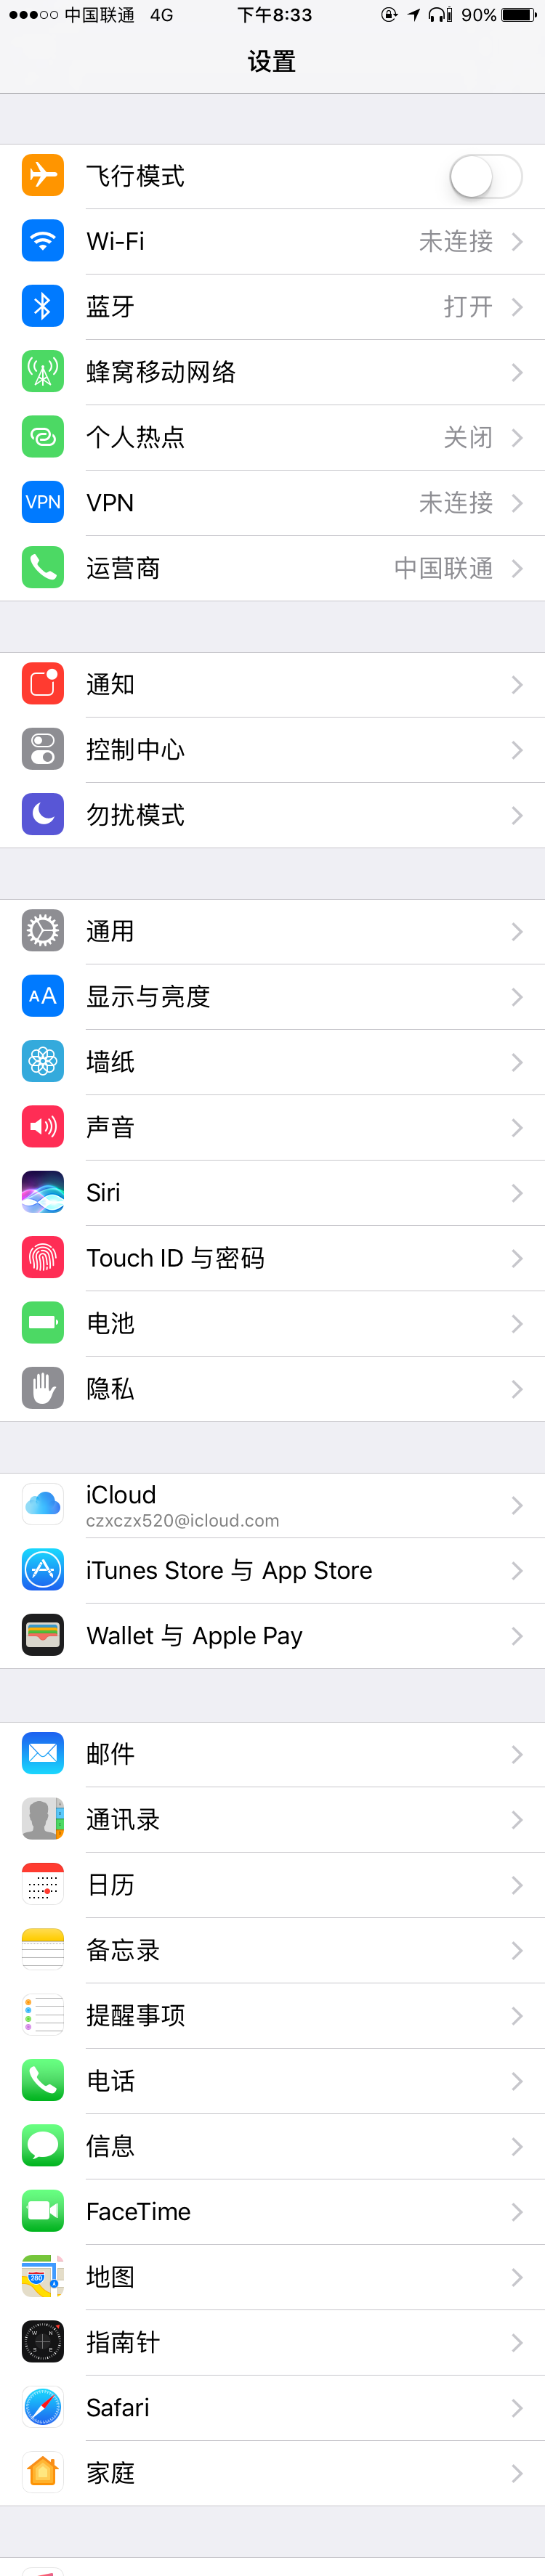 中国联通 4G 下午8:33 90%
设置
飞行模式
Wi-Fi 未连接
蓝牙 打开
蜂窝移动网络
个人热点 关闭
VPN VPN 未连接
运营商 中国联通
通知
控制中心
勿扰模式
通用
AA 显示与亮度
墙纸
声音
Siri
Touch ID 与密码
电池
隐私
iCloud
czxczx520@icloud.com
iTunes Store 与 App Store
Wallet 与 Apple Pay
邮件
通讯录
日历
备忘录
提醒事项
电话
信息
FaceTime
280 地图
指南针
Safari
家庭